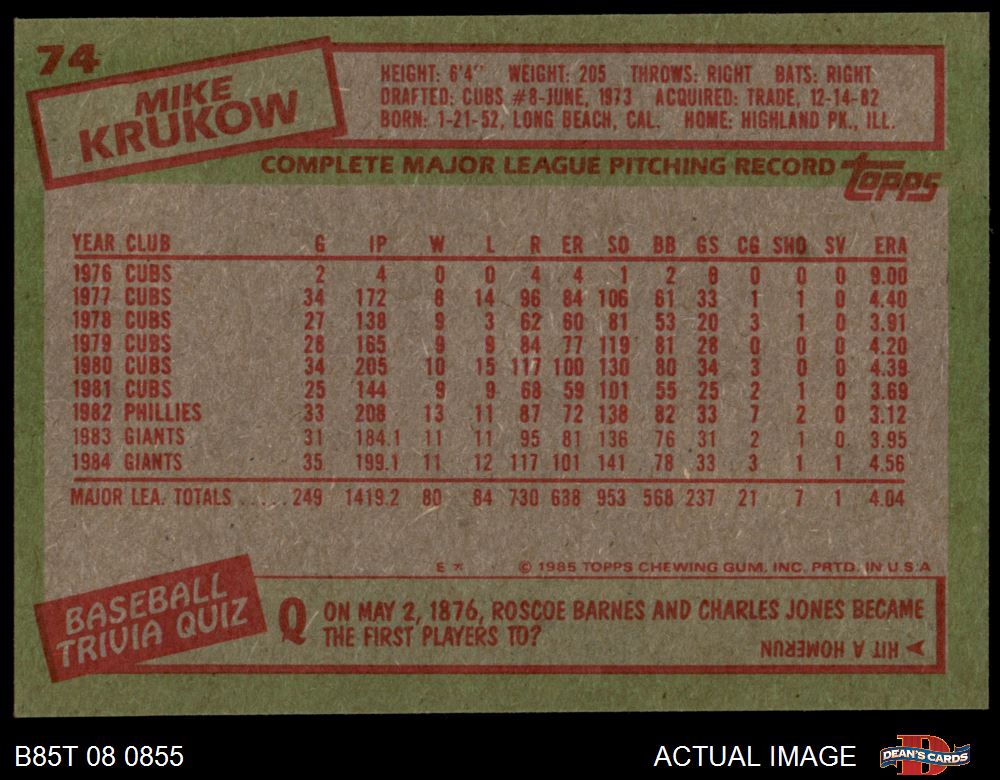 74
MIKE
KRUKOW
HEIGHT: 6'4" WEIGHT: 205 THROWS: RIGHT BATS: RIGHT
DRAFTED: CUBS #8-JUNE, 1973 ACQUIRED: TRADE, 12-14-82
BORN: 1-21-52, LONG BEACH, CAL. HOME: HIGHLAND PK., ILL.
COMPLETE MAJOR LEAGUE PITCHING RECORD
topps
YEAR CLUB G IP W L R ER SO BB GS CG SHO SV ERA
1976 CUBS 2 4 0 0 4 4 1 2 0 0 0 0 9.00
1977 CUBS 34 172 8 14 96 84 106 61 33 1 1 0 4.40
1978 CUBS 27 138 9 3 62 60 81 53 20 3 1 0 3.91
1979 CUBS 28 165 9 9 84 77 119 81 28 0 0 0 4.20
1980 CUBS 34 205 10 15 117 100 130 80 34 3 0 0 4.39
1981 CUBS 25 144 9 9 68 59 101 55 25 2 1 0 3.69
1982 PHILLIES 33 208 13 11 87 72 138 82 33 7 2 0 3.12
1983 GIANTS 31 184.1 11 11 95 81 136 76 31 2 1 0 3.95
1984 GIANTS 35 199.1 11 12 117 101 141 78 33 3 1 1 4.56
MAJOR LEA. TOTALS ..... 249 1419.2 80 84 730 638 953 568 237 21 7 1 4.04
E * © 1985 TOPPS CHEWING GUM, INC. PRTD. IN U.S.A
BASEBALL
TRIVIA QUIZ
Q ON MAY 2, 1876, ROSCOE BARNES AND CHARLES JONES BECAME
THE FIRST PLAYERS TO?
HIT A HOMERUN
B85T 08 0855
ACTUAL IMAGE
D
DEAN'S CARDS